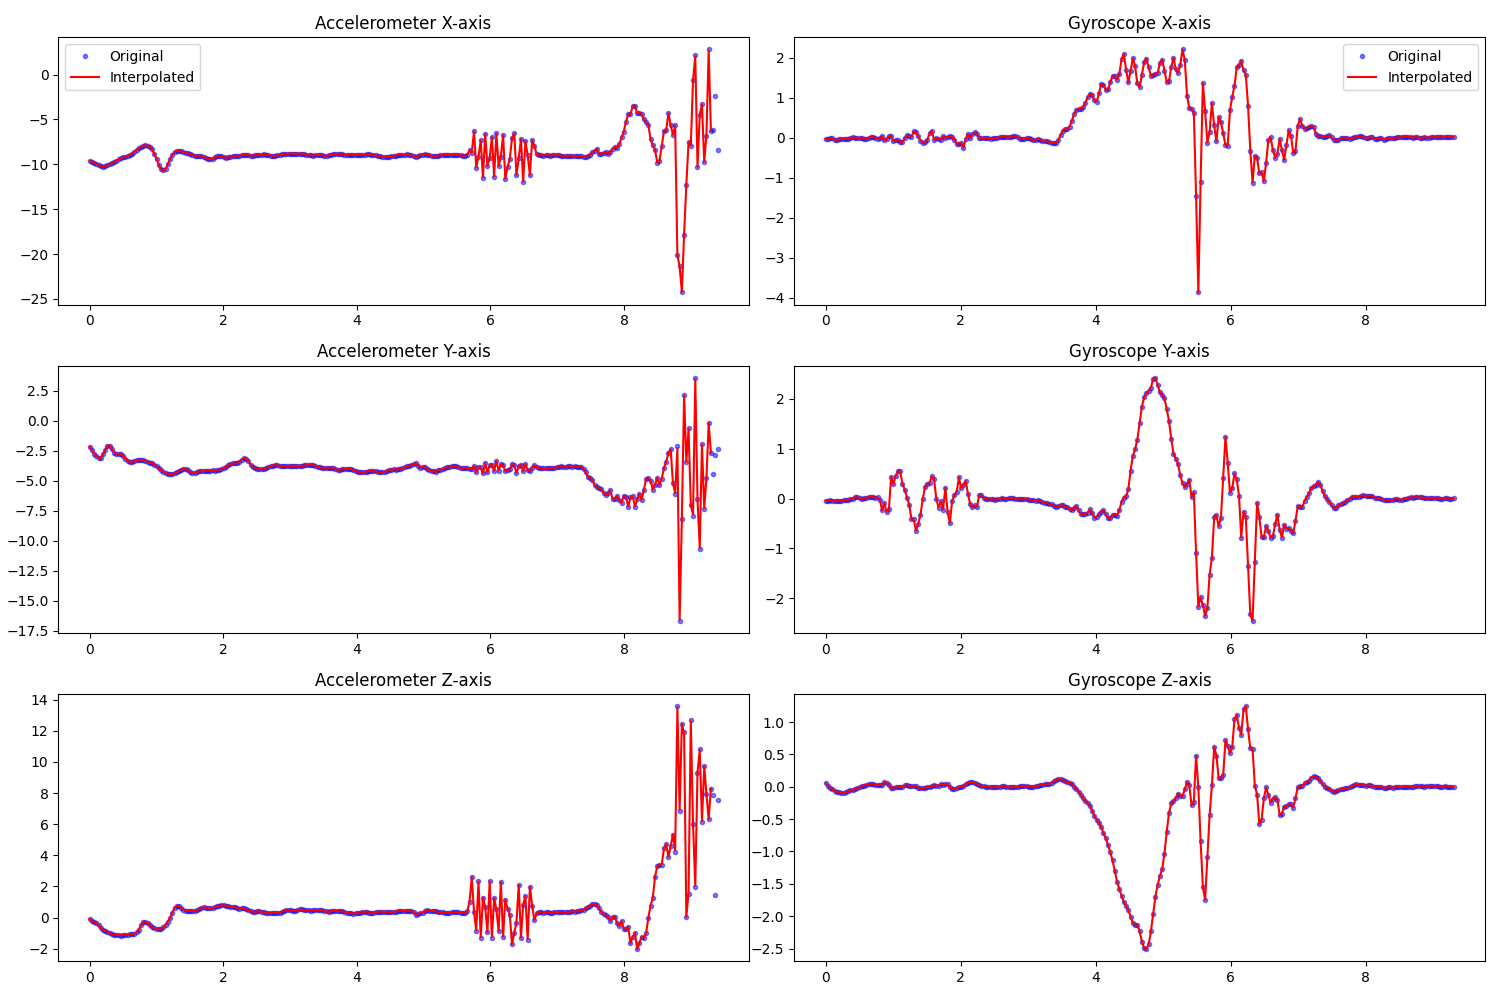 Accelerometer X-axis
Original
Interpolated
0
−5
−10
−15
−20
−25
0 2 4 6 8
Gyroscope X-axis
Original
Interpolated
2
1
0
−1
−2
−3
−4
0 2 4 6 8
Accelerometer Y-axis
2.5
0.0
−2.5
−5.0
−7.5
−10.0
−12.5
−15.0
−17.5
0 2 4 6 8
Gyroscope Y-axis
2
1
0
−1
−2
0 2 4 6 8
Accelerometer Z-axis
14
12
10
8
6
4
2
0
−2
0 2 4 6 8
Gyroscope Z-axis
1.0
0.5
0.0
−0.5
−1.0
−1.5
−2.0
−2.5
0 2 4 6 8